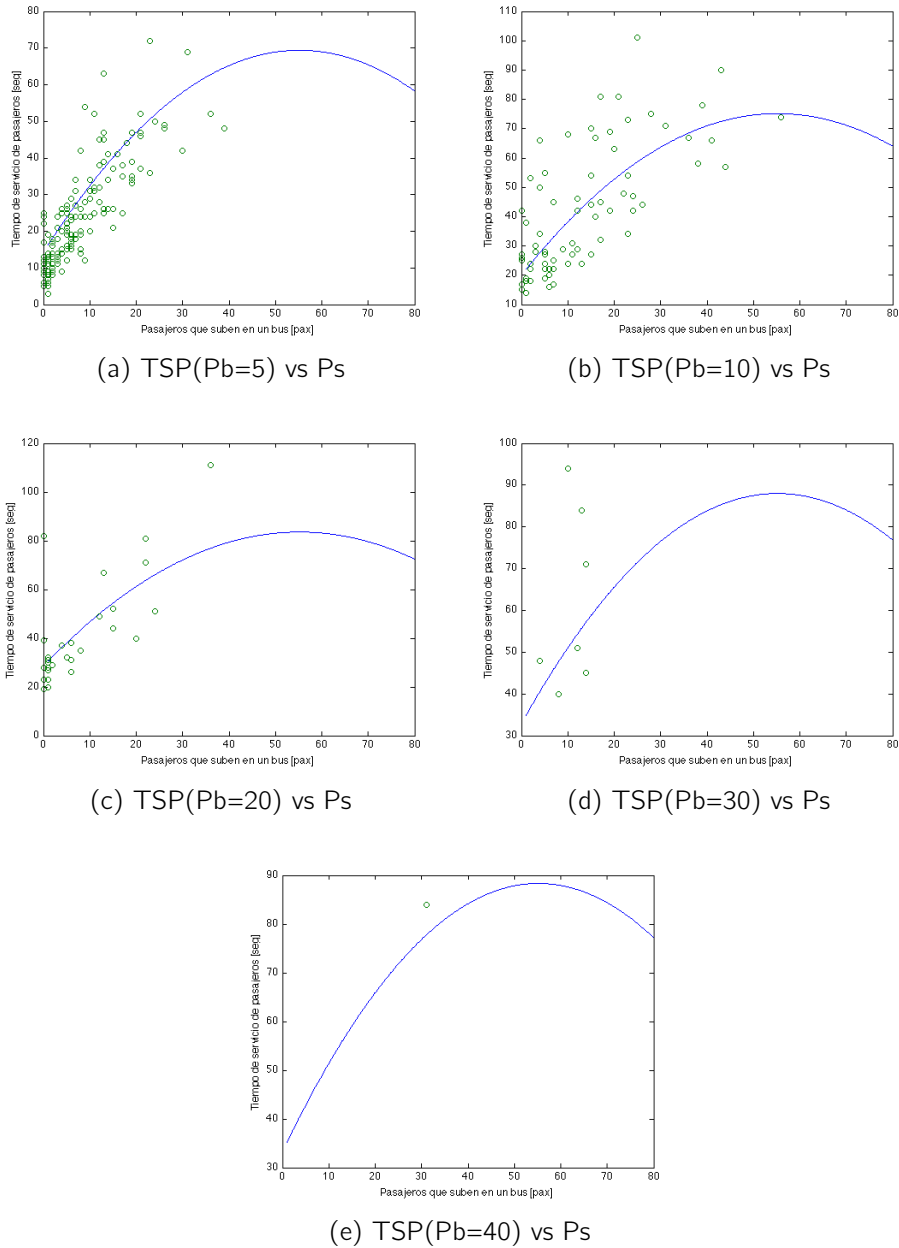 80
70
60
50
40
30
20
10
0
Tiempo de servicio de pasajeros [seg]
0 10 20 30 40 50 60 70 80
Pasajeros que suben en un bus [pax]
(a) TSP(Pb=5) vs Ps
110
100
90
80
70
60
50
40
30
20
10
Tiempo de servicio de pasajeros [seg]
0 10 20 30 40 50 60 70 80
Pasajeros que suben en un bus [pax]
(b) TSP(Pb=10) vs Ps
120
100
80
60
40
20
0
Tiempo de servicio de pasajeros [seg]
0 10 20 30 40 50 60 70 80
Pasajeros que suben en un bus [pax]
(c) TSP(Pb=20) vs Ps
100
90
80
70
60
50
40
30
Tiempo de servicio de pasajeros [seg]
0 10 20 30 40 50 60 70 80
Pasajeros que suben en un bus [pax]
(d) TSP(Pb=30) vs Ps
90
80
70
60
50
40
30
Tiempo de servicio de pasajeros [seg]
0 10 20 30 40 50 60 70 80
Pasajeros que suben en un bus [pax]
(e) TSP(Pb=40) vs Ps